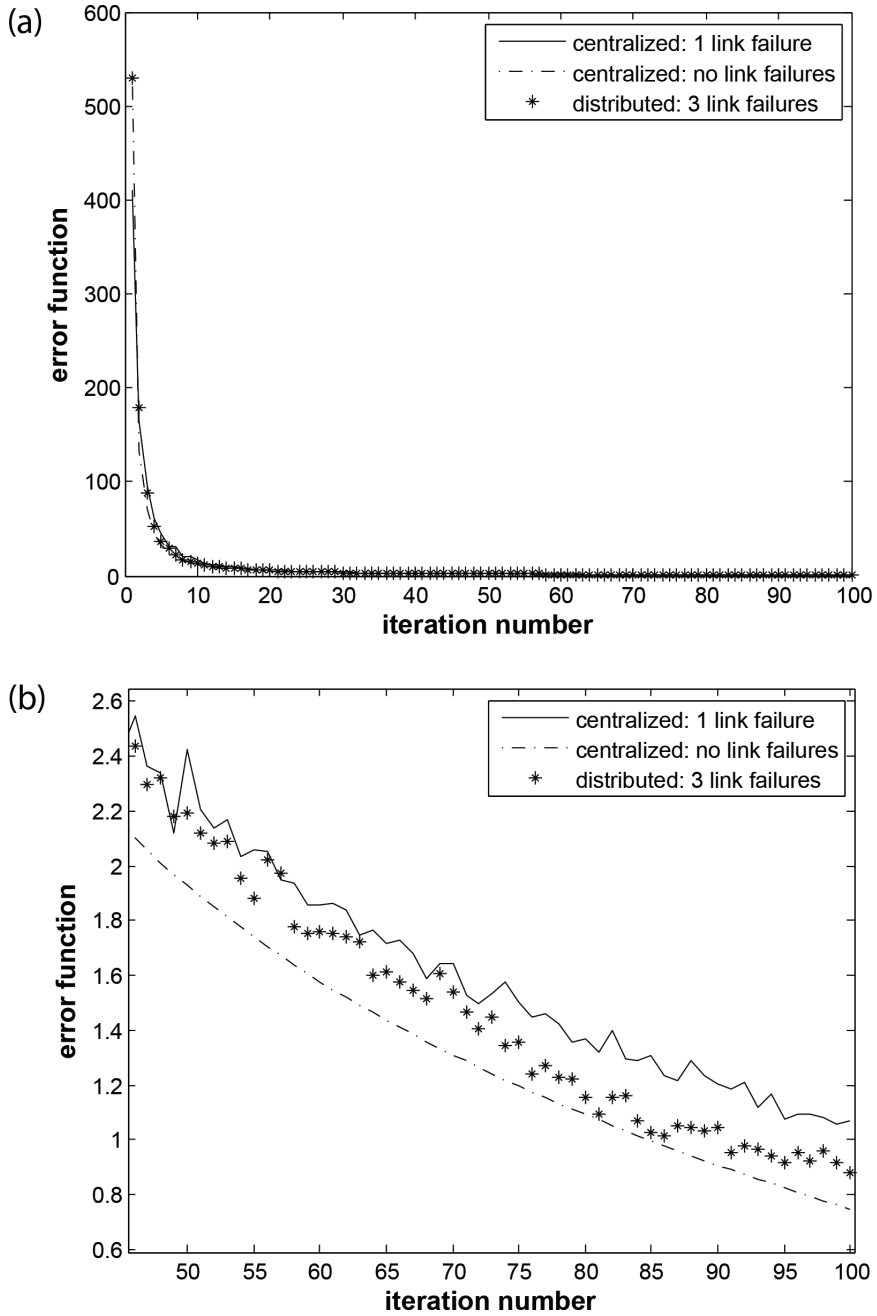 (a)
600
500
400
300
200
100
0
error function
centralized: 1 link failure
centralized: no link failures
distributed: 3 link failures
0 10 20 30 40 50 60 70 80 90 100
iteration number
(b)
2.6
2.4
2.2
2
1.8
1.6
1.4
1.2
1
0.8
0.6
error function
centralized: 1 link failure
centralized: no link failures
distributed: 3 link failures
50 55 60 65 70 75 80 85 90 95 100
iteration number